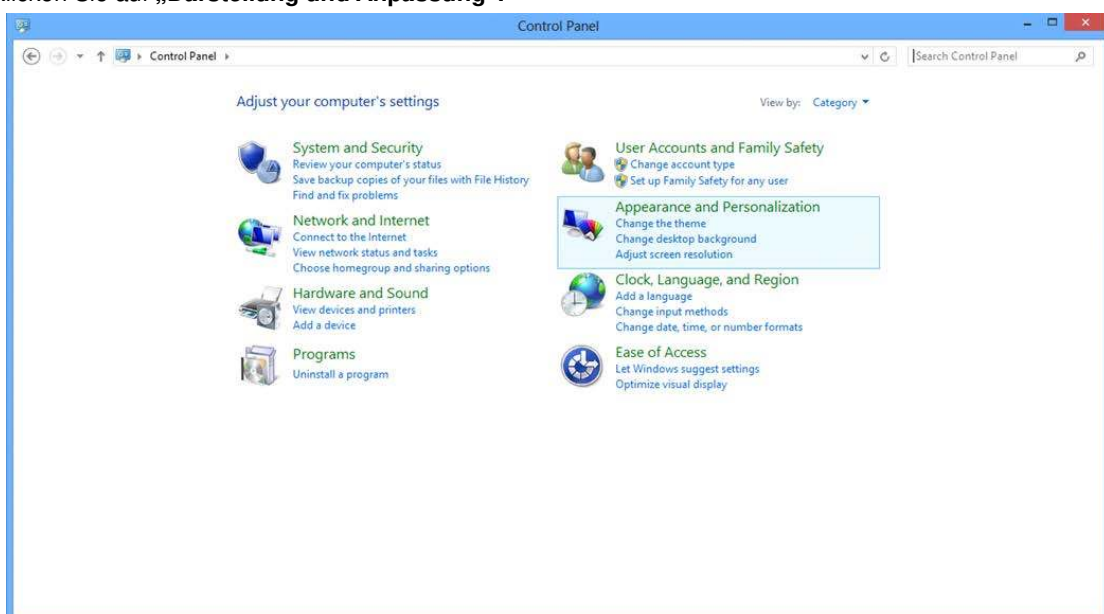 Sie auf „Darstellung und Anpassung“.
Control Panel
Control Panel
Search Control Panel
Adjust your computer's settings
View by: Category
System and Security
Review your computer's status
Save backup copies of your files with File History
Find and fix problems
Network and Internet
Connect to the Internet
View network status and tasks
Choose homegroup and sharing options
Hardware and Sound
View devices and printers
Add a device
Programs
Uninstall a program
User Accounts and Family Safety
Change account type
Set up Family Safety for any user
Appearance and Personalization
Change the theme
Change desktop background
Adjust screen resolution
Clock, Language, and Region
Add a language
Change input methods
Change date, time, or number formats
Ease of Access
Let Windows suggest settings
Optimize visual display